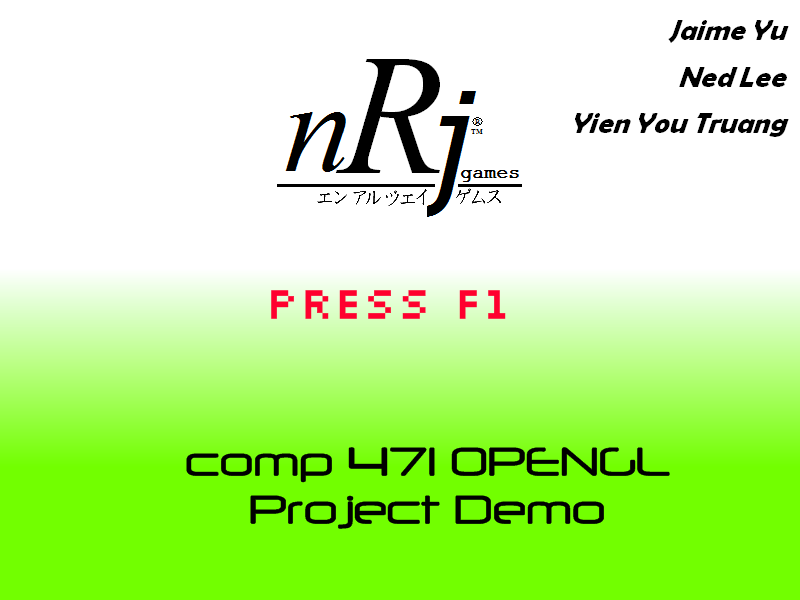 Jaime Yu
Ned Lee
Yien You Truang
nRj
®
™
games
エン アル ヅェイ ゲムス
PRESS F1
comp 471 OPENGL
Project Demo